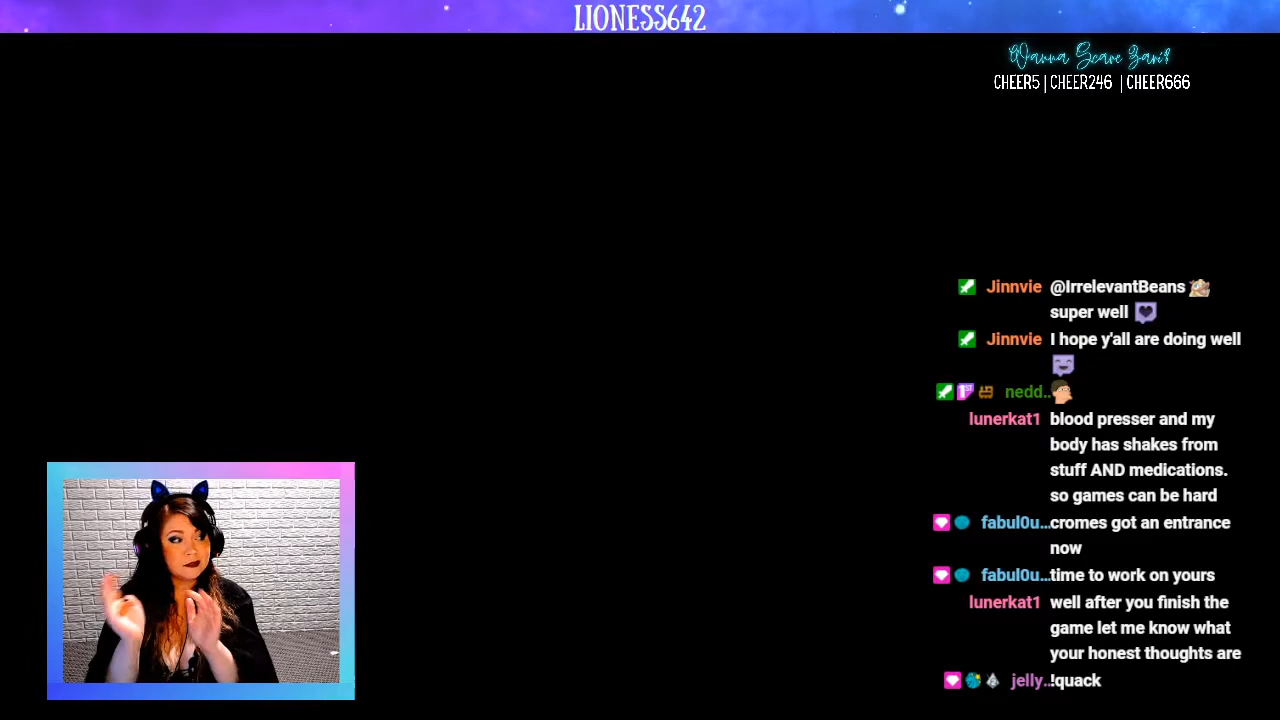 LIONESS642
Wanna Scare Zari?
CHEER5 | CHEER246 | CHEER666
Jinnvie @IrrelevantBeans
super well
Jinnvie I hope y'all are doing well
nedd..
lunerkat1 blood presser and my
body has shakes from
stuff AND medications.
so games can be hard
fabul0u... cromes got an entrance
now
fabul0u... time to work on yours
lunerkat1 well after you finish the
game let me know what
your honest thoughts are
jelly.. !quack